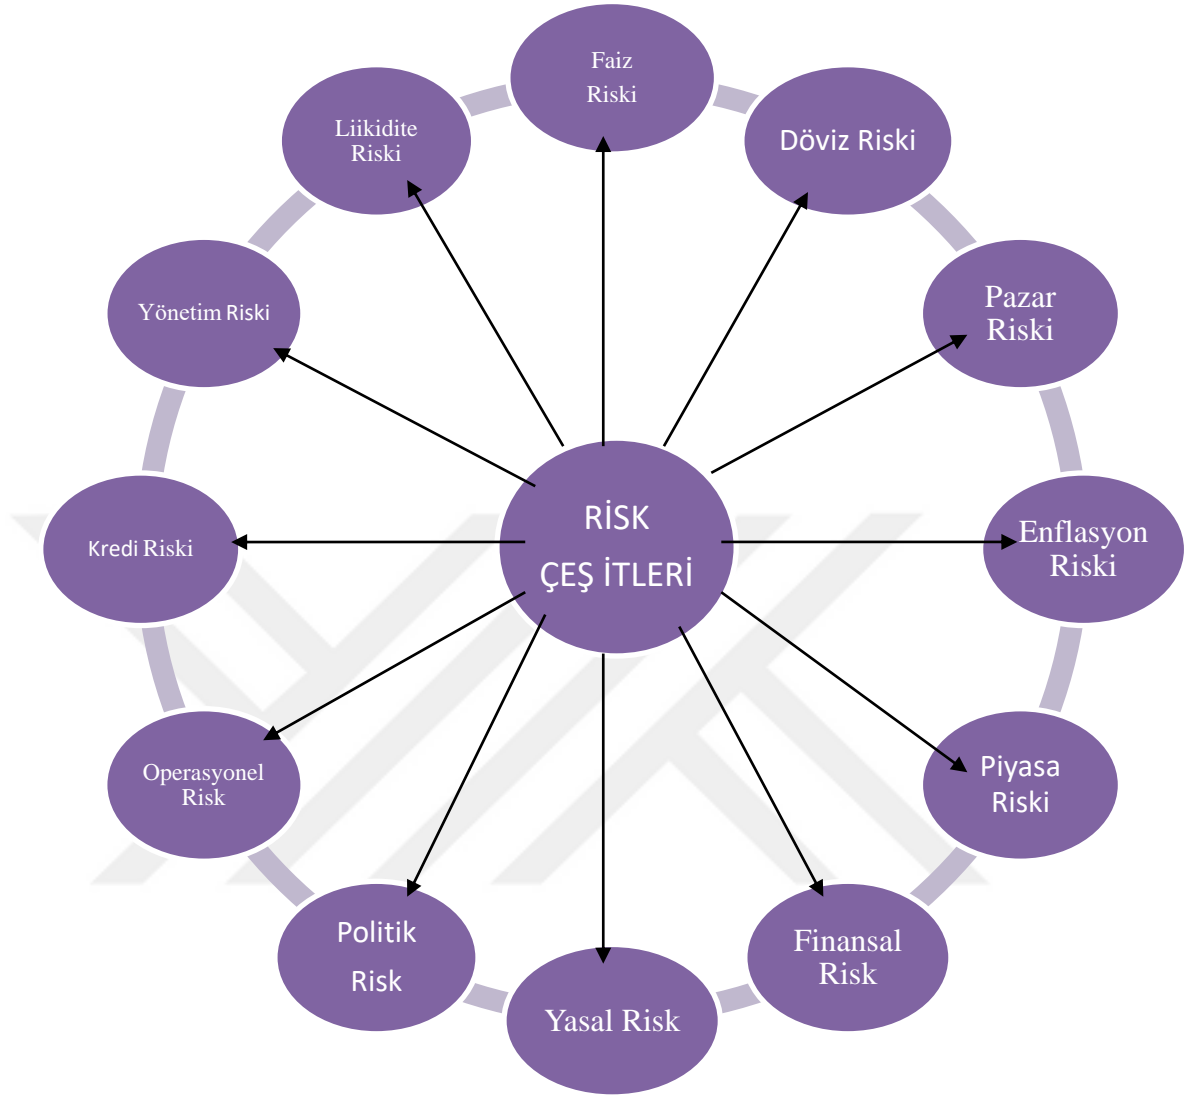 Faiz
Riski
Döviz Riski
Pazar
Riski
Enflasyon
Riski
Piyasa
Riski
Finansal
Risk
Yasal Risk
Politik
Risk
Operasyonel
Risk
Kredi Riski
Yönetim Riski
Liikidite
Riski
RİSK
ÇEŞ İTLERİ